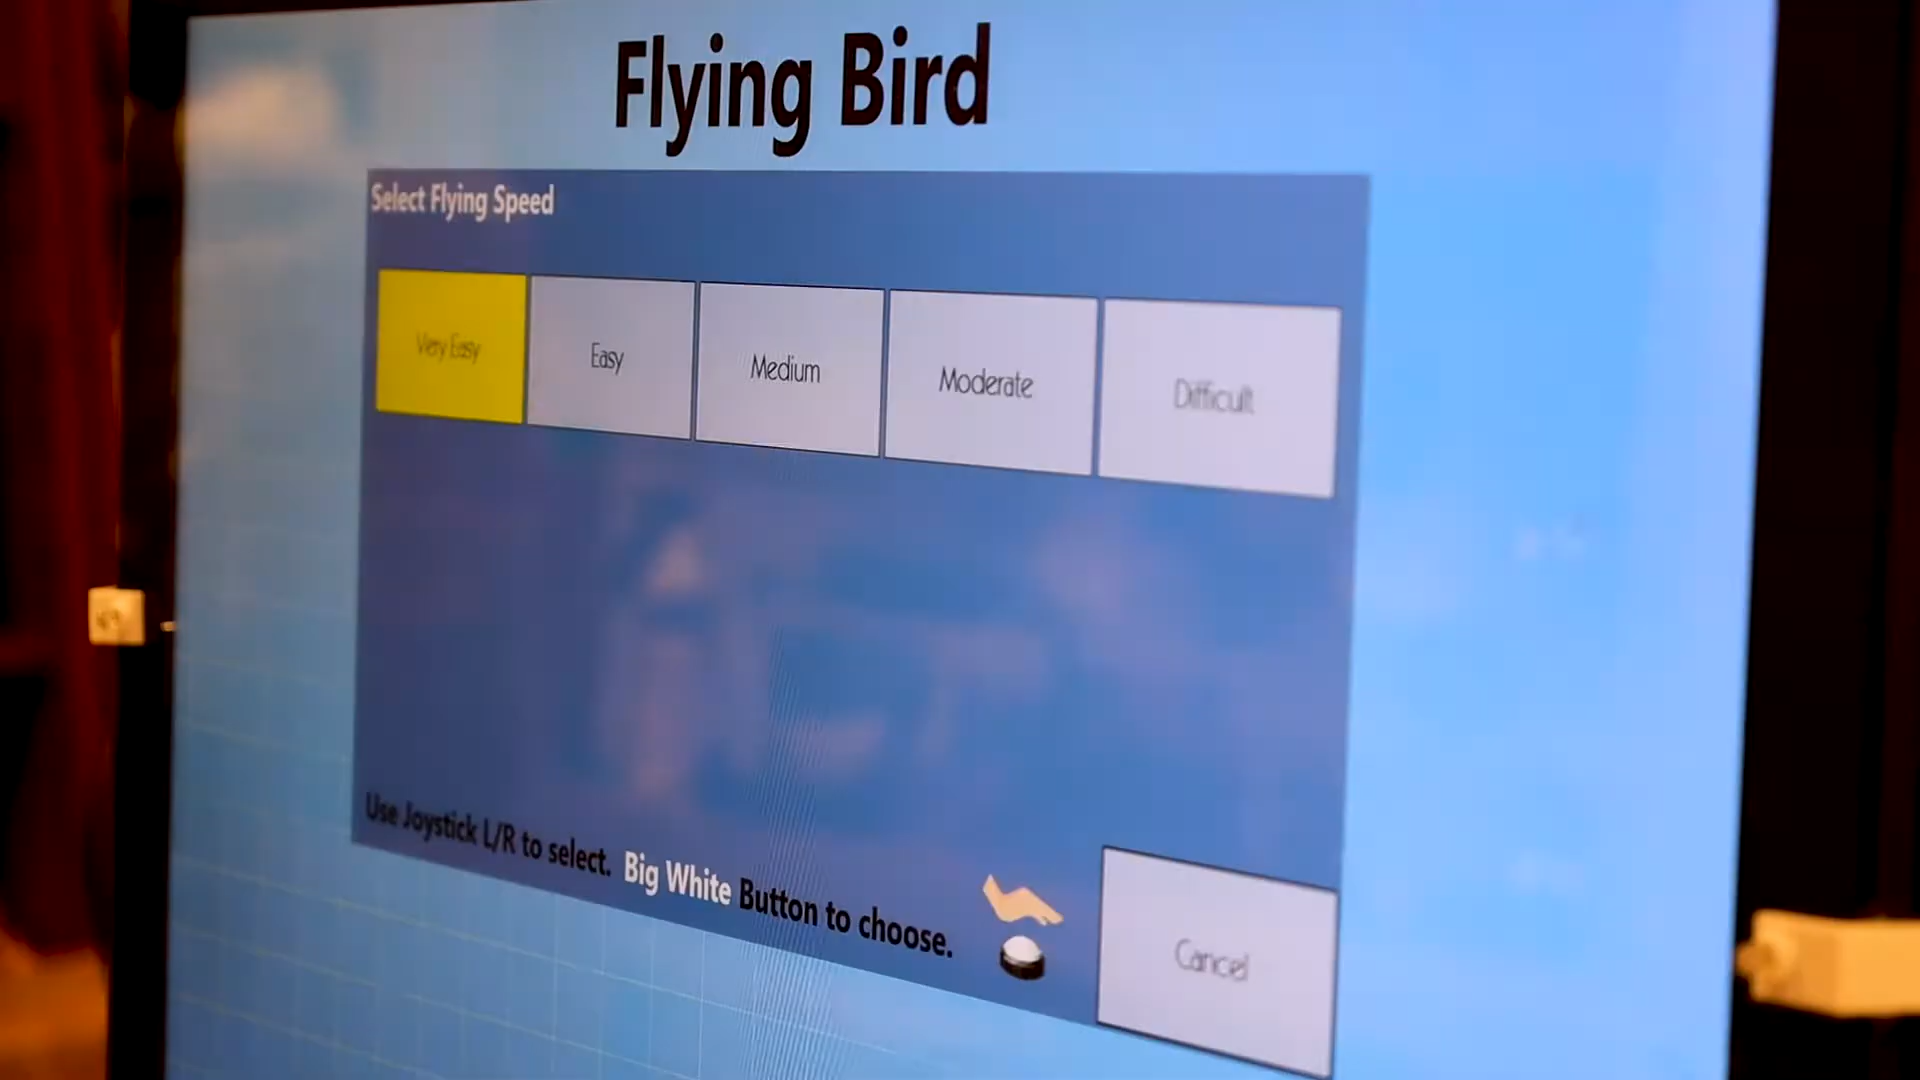 Flying Bird
Select Flying Speed
Very Easy
Easy
Medium
Moderate
Difficult
Use Joystick L/R to select. Big White Button to choose.
Cancel